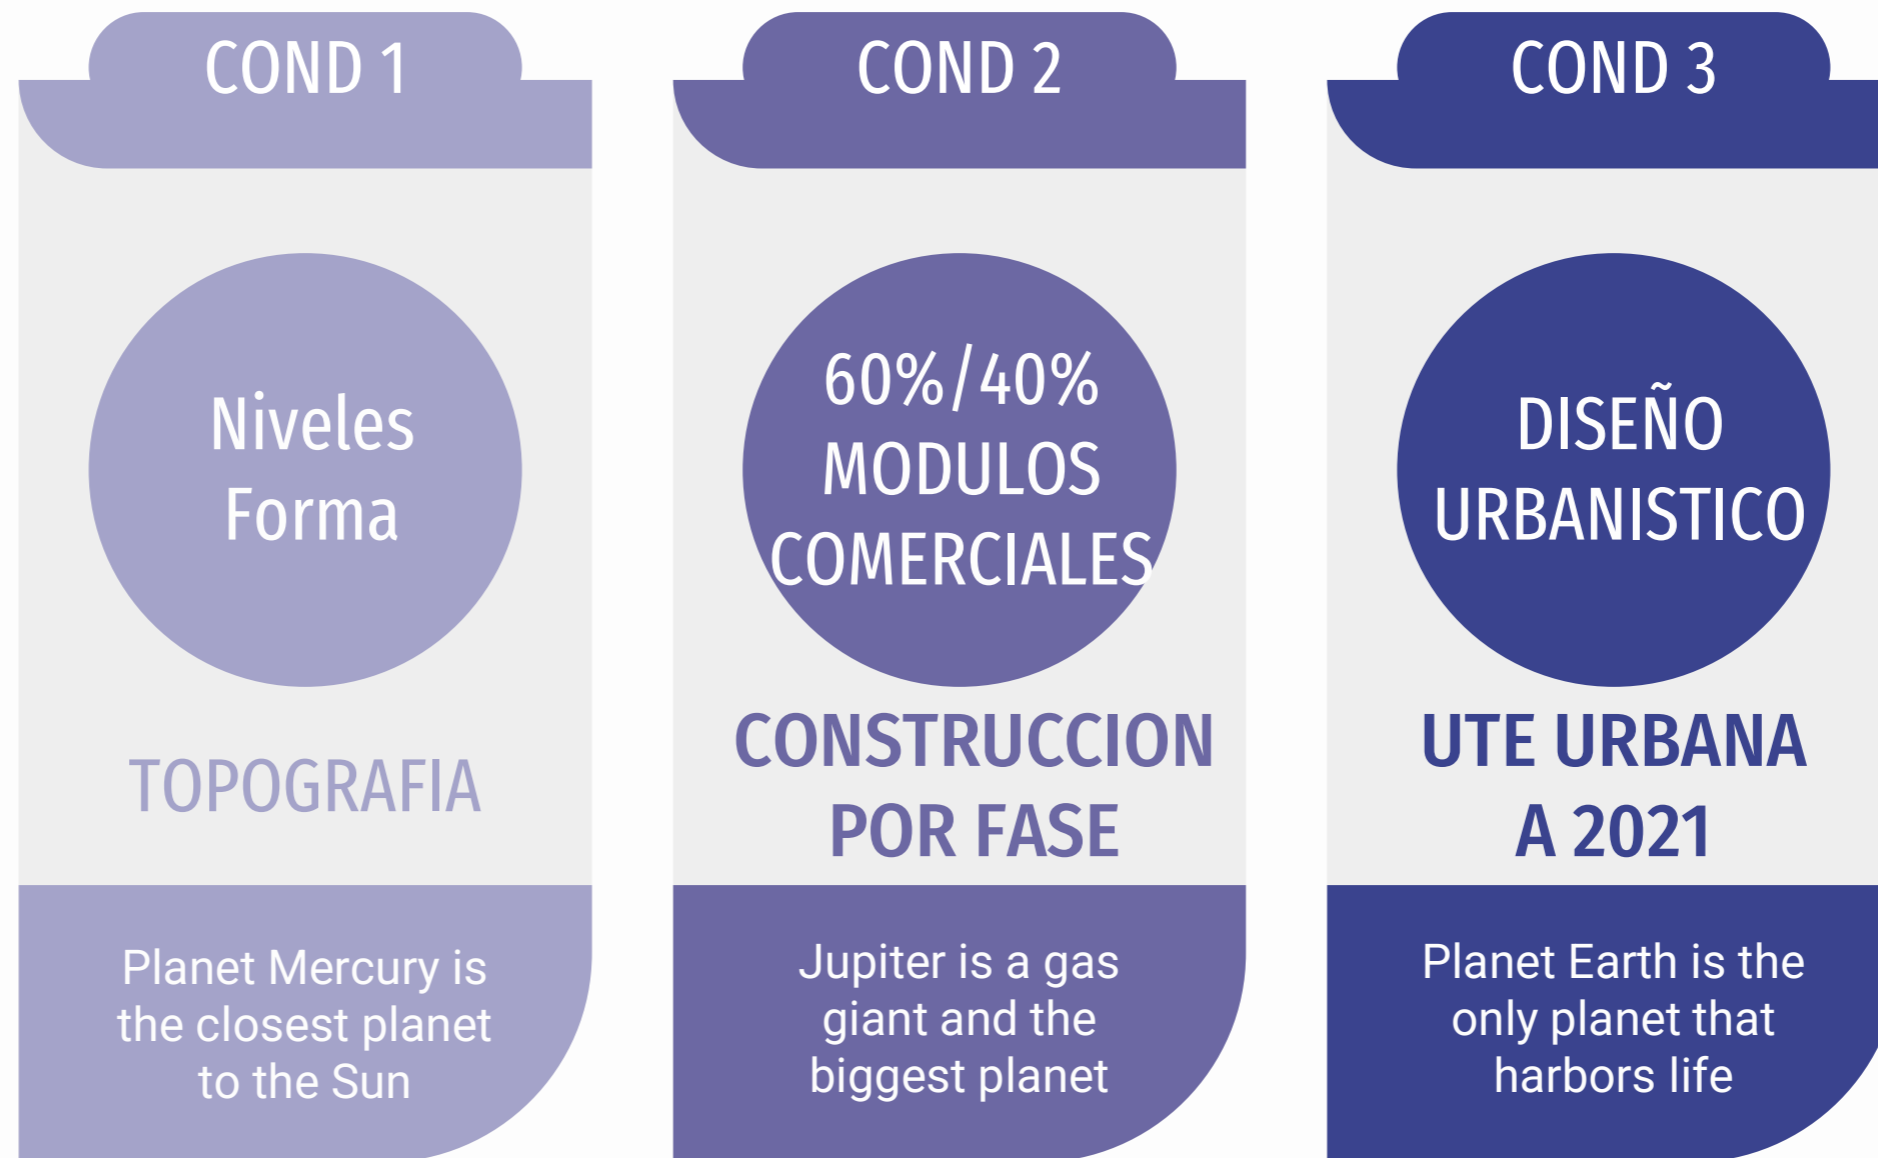 COND 1
Niveles
Forma
TOPOGRAFIA
Planet Mercury is
the closest planet
to the Sun
COND 2
60%/40%
MODULOS
COMERCIALES
CONSTRUCCION
POR FASE
Jupiter is a gas
giant and the
biggest planet
COND 3
DISEÑO
URBANISTICO
UTE URBANA
A 2021
Planet Earth is the
only planet that
harbors life